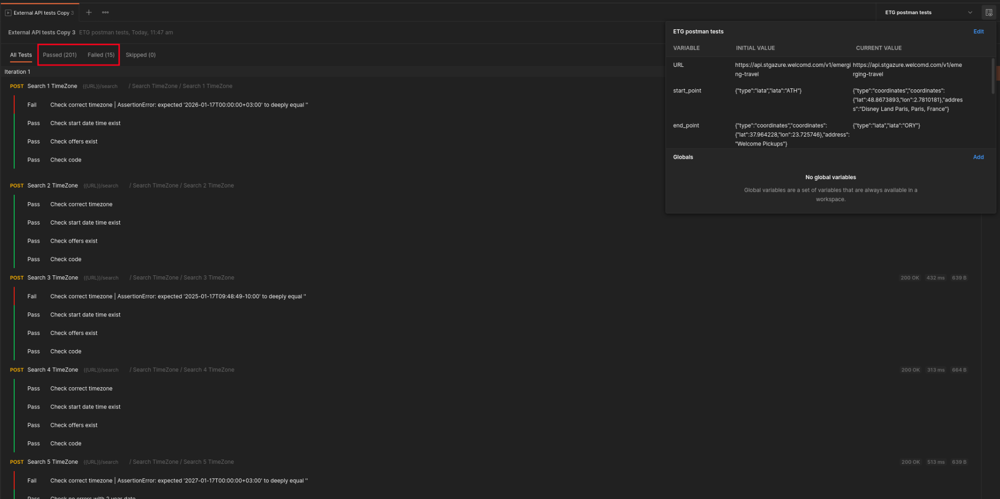 External API tests Copy 3
ETG postman tests
External API tests Copy 3 ETG postman tests, Today, 11:47 am
All Tests Passed (201) Failed (15) Skipped (0)
Iteration 1
POST Search 1 TimeZone {{URL}}/search / Search TimeZone / Search 1 TimeZone
Fail Check correct timezone | AssertionError: expected '2026-01-17T00:00:00+03:00' to deeply equal ''
Pass Check start date time exist
Pass Check offers exist
Pass Check code
POST Search 2 TimeZone {{URL}}/search / Search TimeZone / Search 2 TimeZone
Pass Check correct timezone
Pass Check start date time exist
Pass Check offers exist
Pass Check code
POST Search 3 TimeZone {{URL}}/search / Search TimeZone / Search 3 TimeZone 200 OK 432 ms 639 B
Fail Check correct timezone | AssertionError: expected '2025-01-17T09:48:49-10:00' to deeply equal ''
Pass Check start date time exist
Pass Check offers exist
Pass Check code
POST Search 4 TimeZone {{URL}}/search / Search TimeZone / Search 4 TimeZone 200 OK 313 ms 664 B
Pass Check correct timezone
Pass Check start date time exist
Pass Check offers exist
Pass Check code
POST Search 5 TimeZone {{URL}}/search / Search TimeZone / Search 5 TimeZone 200 OK 513 ms 639 B
Fail Check correct timezone | AssertionError: expected '2027-01-17T00:00:00+03:00' to deeply equal ''
Pass Check no errors with 2 year date
ETG postman tests Edit
VARIABLE INITIAL VALUE CURRENT VALUE
URL https://api.stgazure.welcomd.com/v1/emergi https://api.stgazure.welcomd.com/v1/eme
ng-travel rging-travel
start_point {"type":"iata","iata":"ATH"} {"type":"coordinates","coordinates":
{"lat":48.8673893,"lon":2.7810181},"addres
s":"Disney Land Paris, Paris, France"}
end_point {"type":"coordinates","coordinates": {"type":"iata","iata":"ORY"}
{"lat":37.964228,"lon":23.725746},"address":
"Welcome Pickups"}
Globals Add
No global variables
Global variables are a set of variables that are always available in a
workspace.